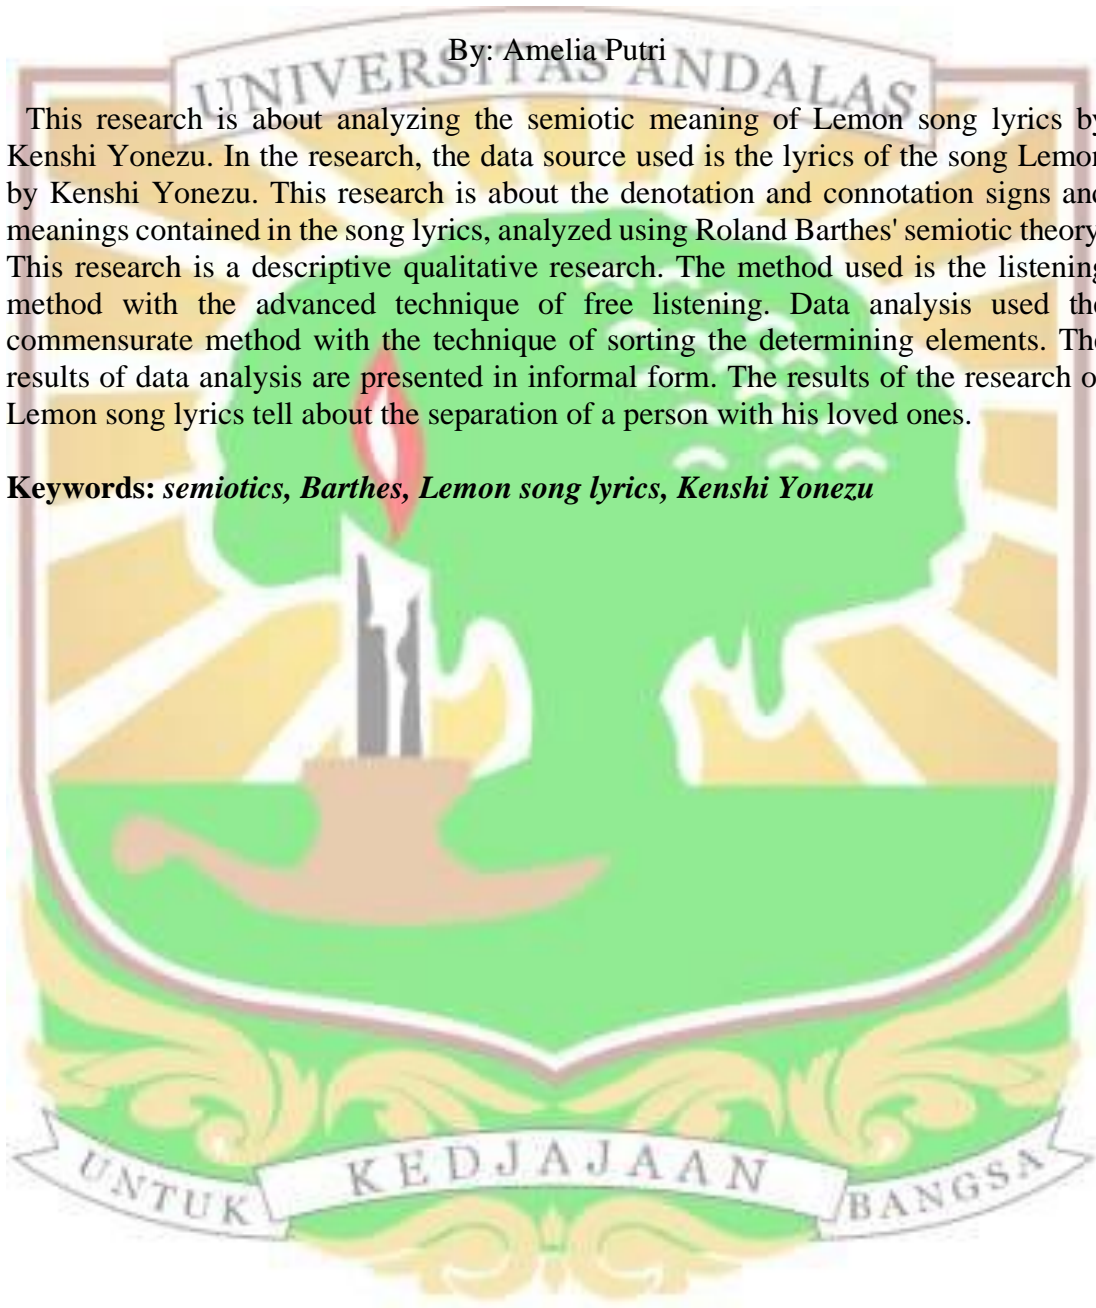 By: Amelia Putri
UNIVERSITAS ANDALAS
This research is about analyzing the semiotic meaning of Lemon song lyrics by
Kenshi Yonezu. In the research, the data source used is the lyrics of the song Lemon
by Kenshi Yonezu. This research is about the denotation and connotation signs and
meanings contained in the song lyrics, analyzed using Roland Barthes' semiotic theory
This research is a descriptive qualitative research. The method used is the listening
method with the advanced technique of free listening. Data analysis used the
commensurate method with the technique of sorting the determining elements. The
results of data analysis are presented in informal form. The results of the research of
Lemon song lyrics tell about the separation of a person with his loved ones.
Keywords: semiotics, Barthes, Lemon song lyrics, Kenshi Yonezu
UNTUK KEDJAJAAN BANGSA